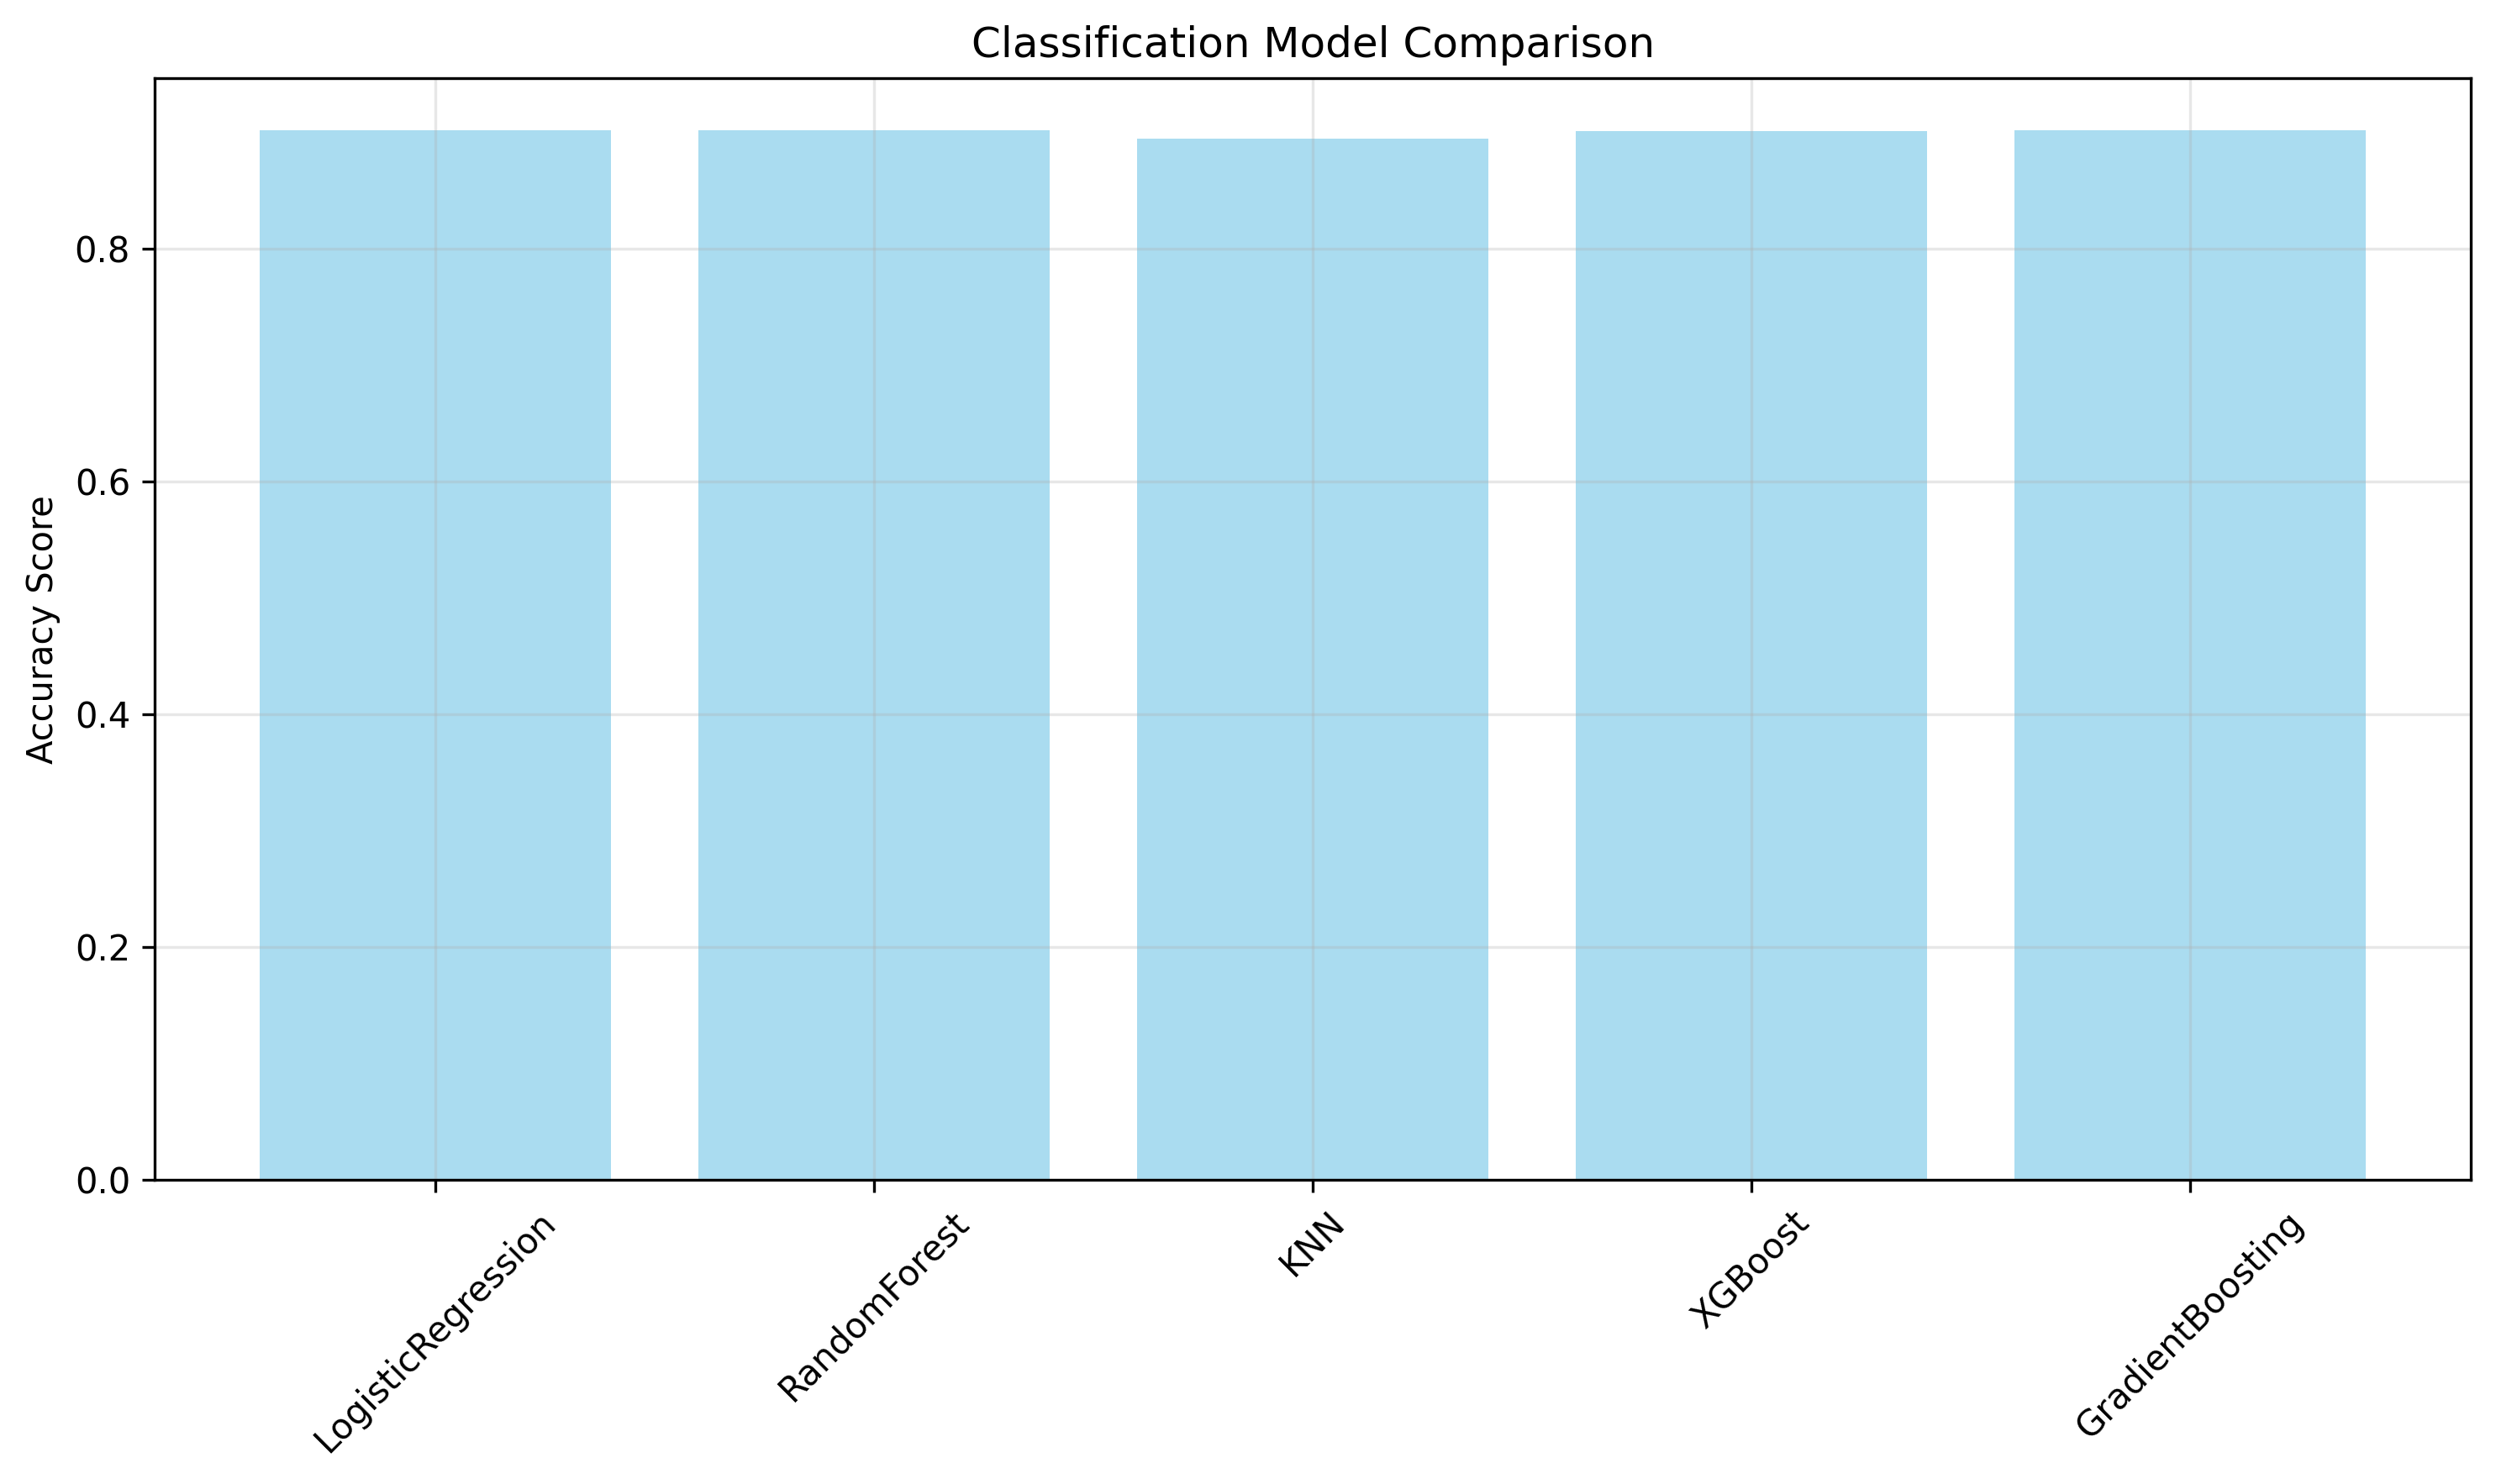 Classification Model Comparison
Accuracy Score
0.8
0.6
0.4
0.2
0.0
LogisticRegression
RandomForest
KNN
XGBoost
GradientBoosting